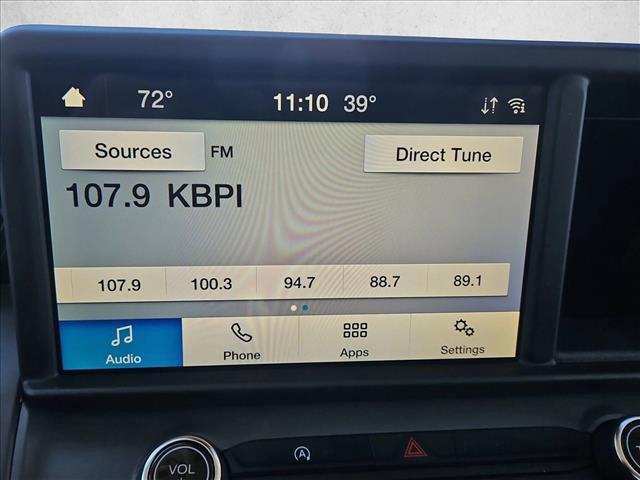 72° 11:10 39°
Sources FM Direct Tune
107.9 KBPI
107.9 100.3 94.7 88.7 89.1
Audio Phone Apps Settings
VOL